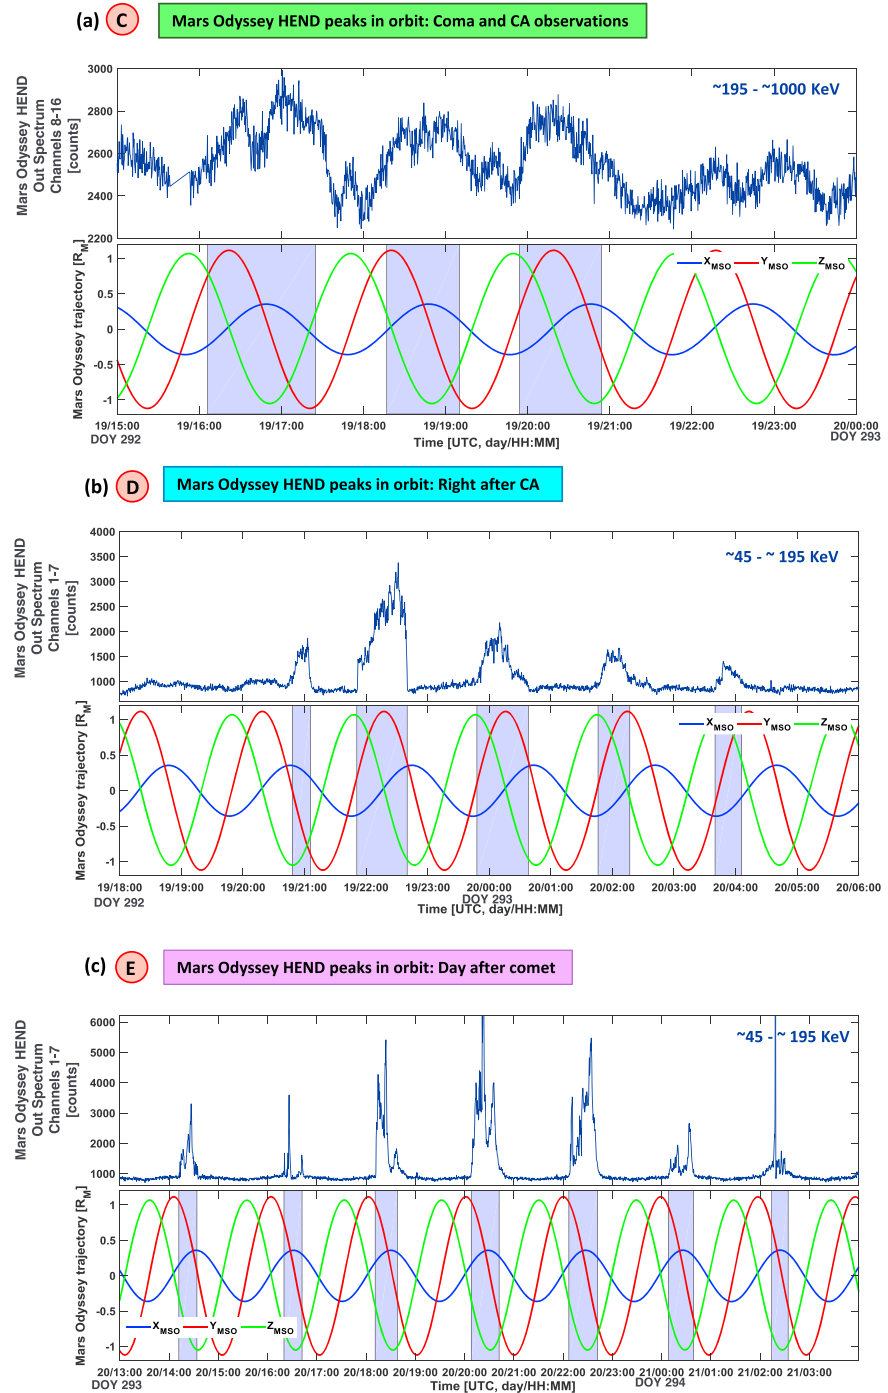 (a) C Mars Odyssey HEND peaks in orbit: Coma and CA observations
Mars Odyssey HEND
Out Spectrum
Channels 8-16
[counts]
3000
2800
2600
2400
2200
~195 - ~1000 KeV
Mars Odyssey trajectory [RM]
1
0.5
0
-0.5
-1
XMSO YMSO ZMSO
19/15:00 19/16:00 19/17:00 19/18:00 19/19:00 19/20:00 19/21:00 19/22:00 19/23:00 20/00:00
DOY 292 DOY 293
Time [UTC, day/HH:MM]
(b) D Mars Odyssey HEND peaks in orbit: Right after CA
Mars Odyssey HEND
Out Spectrum
Channels 1-7
[counts]
4000
3500
3000
2500
2000
1500
1000
~45 - ~ 195 KeV
Mars Odyssey trajectory [RM]
1
0.5
0
-0.5
-1
XMSO YMSO ZMSO
19/18:00 19/19:00 19/20:00 19/21:00 19/22:00 19/23:00 20/00:00 20/01:00 20/02:00 20/03:00 20/04:00 20/05:00 20/06:00
DOY 292 DOY 293
Time [UTC, day/HH:MM]
(c) E Mars Odyssey HEND peaks in orbit: Day after comet
Mars Odyssey HEND
Out Spectrum
Channels 1-7
[counts]
6000
5000
4000
3000
2000
1000
~45 - ~ 195 KeV
Mars Odyssey trajectory [RM]
1
0.5
0
-0.5
-1
XMSO YMSO ZMSO
20/13:00 20/14:00 20/15:00 20/16:00 20/17:00 20/18:00 20/19:00 20/20:00 20/21:00 20/22:00 20/23:00 21/00:00 21/01:00 21/02:00 21/03:00
DOY 293 DOY 294
Time [UTC, day/HH:MM]